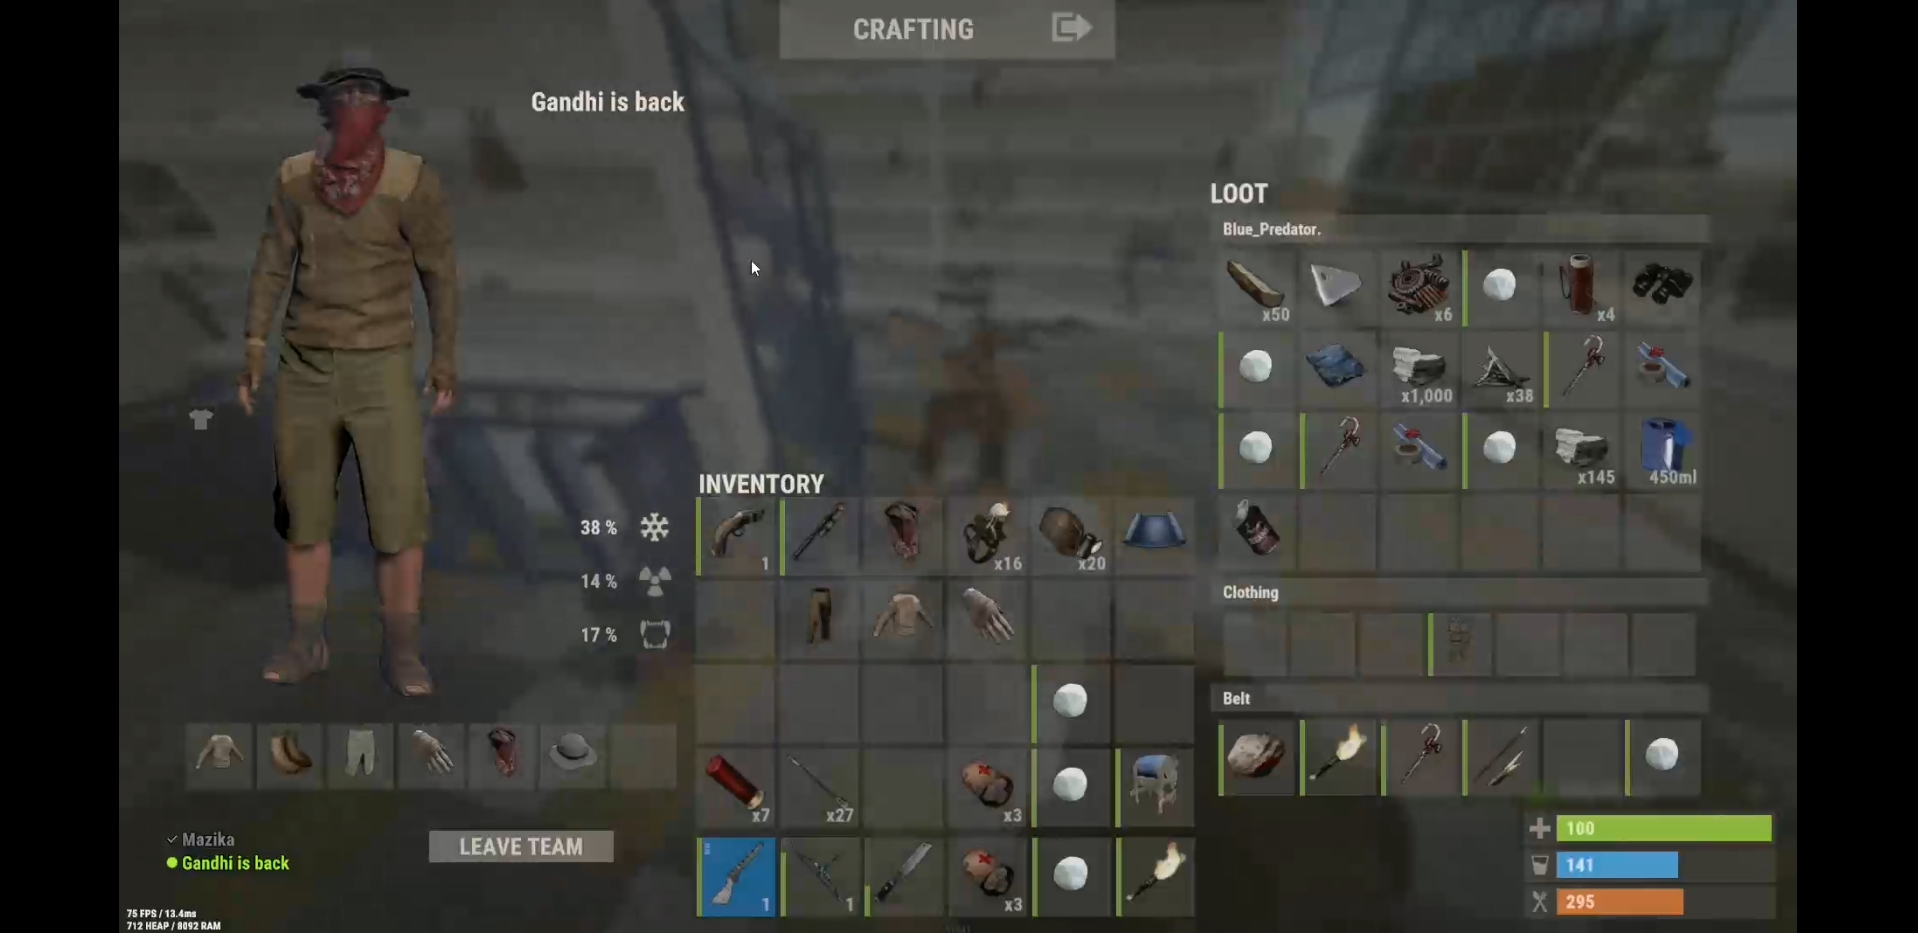 CRAFTING
Gandhi is back
LOOT
Blue_Predator.
x50
x6
x4
x1,000
x38
x145
450ml
INVENTORY
38 %
14 %
17 %
1
x16
x20
Clothing
Belt
x7
x27
x3
1
1
x3
Mazika
Gandhi is back
LEAVE TEAM
100
141
295
75 FPS / 13.4ms
712 HEAP / 8092 RAM